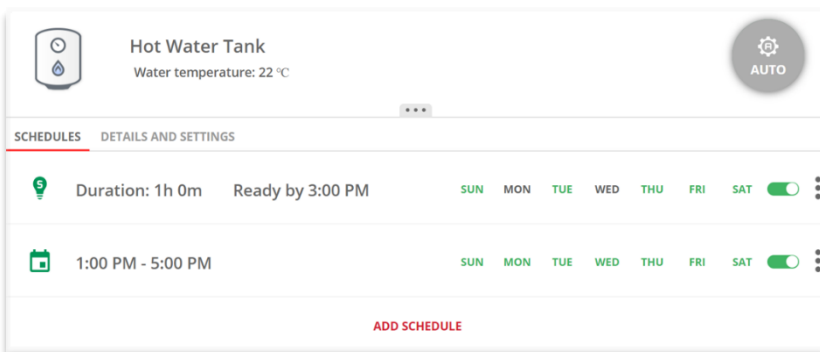 Hot Water Tank
Water temperature: 22 °C
AUTO
SCHEDULES DETAILS AND SETTINGS
Duration: 1h 0m Ready by 3:00 PM SUN MON TUE WED THU FRI SAT
1:00 PM - 5:00 PM SUN MON TUE WED THU FRI SAT
ADD SCHEDULE